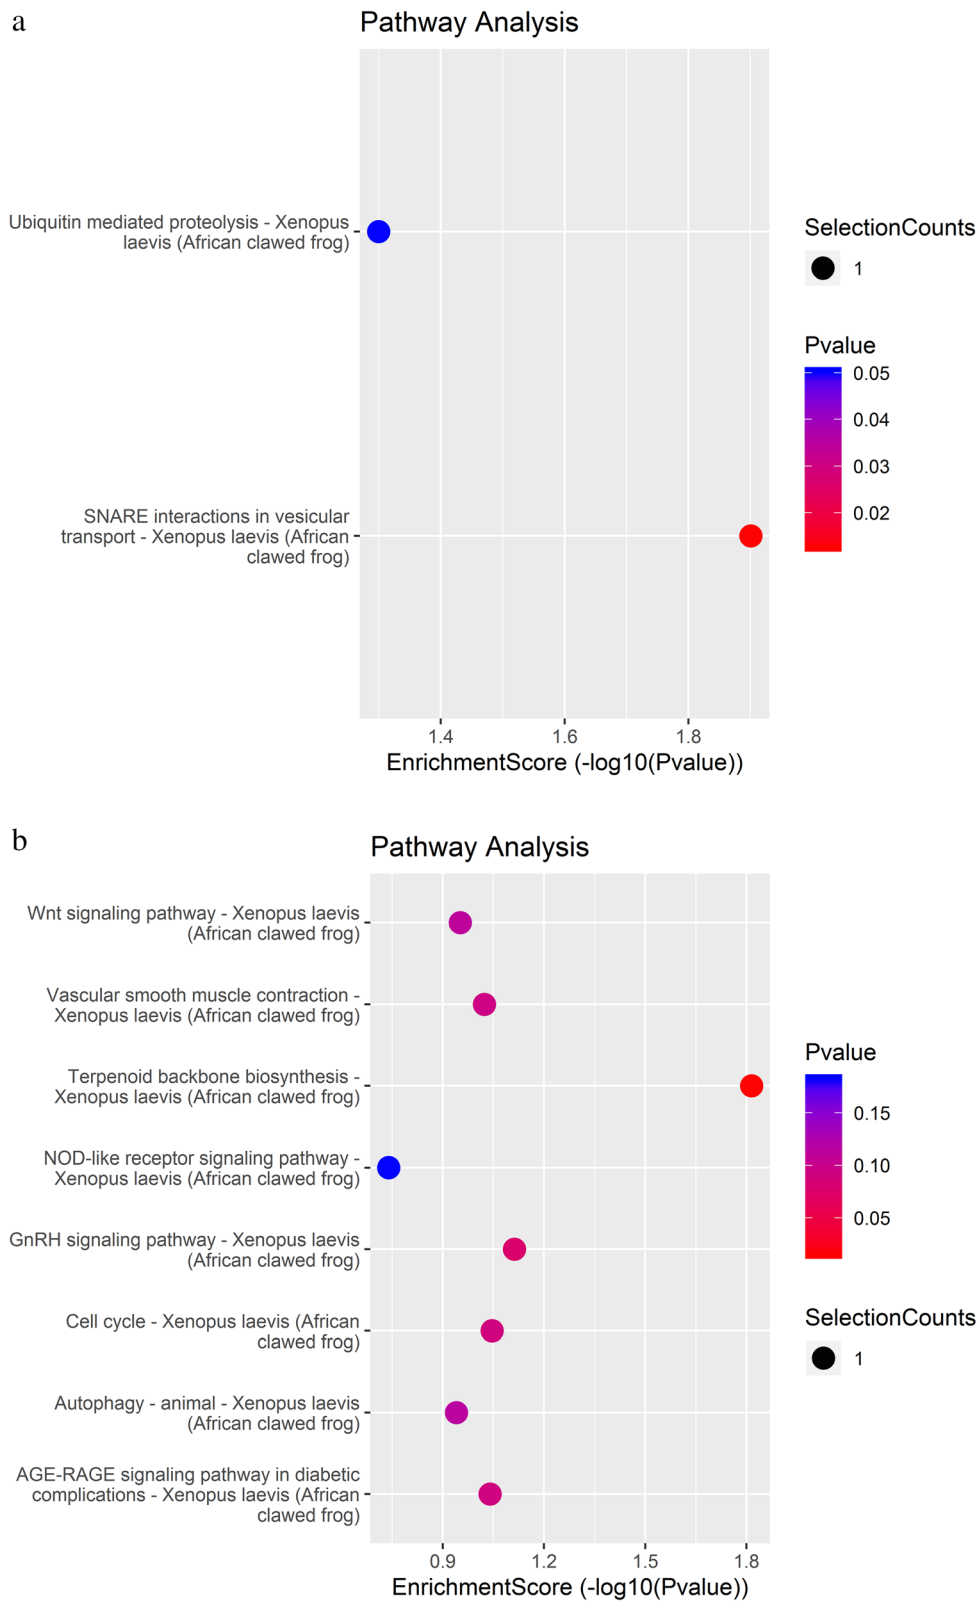 a
Pathway Analysis
Ubiquitin mediated proteolysis - Xenopus
laevis (African clawed frog)
SNARE interactions in vesicular
transport - Xenopus laevis (African
clawed frog)
1.4 1.6 1.8
EnrichmentScore (-log10(Pvalue))
SelectionCounts
1
Pvalue
0.05
0.04
0.03
0.02
b
Pathway Analysis
Wnt signaling pathway - Xenopus laevis
(African clawed frog)
Vascular smooth muscle contraction -
Xenopus laevis (African clawed frog)
Terpenoid backbone biosynthesis -
Xenopus laevis (African clawed frog)
NOD-like receptor signaling pathway -
Xenopus laevis (African clawed frog)
GnRH signaling pathway - Xenopus laevis
(African clawed frog)
Cell cycle - Xenopus laevis (African
clawed frog)
Autophagy - animal - Xenopus laevis
(African clawed frog)
AGE-RAGE signaling pathway in diabetic
complications - Xenopus laevis (African
clawed frog)
0.9 1.2 1.5 1.8
EnrichmentScore (-log10(Pvalue))
Pvalue
0.15
0.10
0.05
SelectionCounts
1